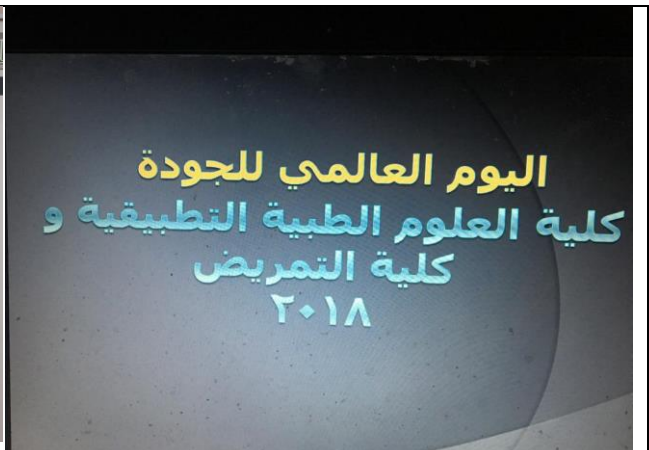 اليوم العالمي للجودة
كلية العلوم الطبية التطبيقية و
كلية التمريض
٢٠١٨